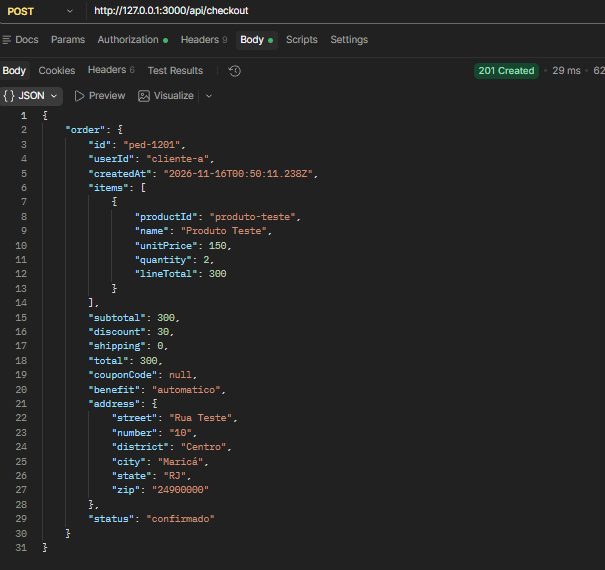 POST http://127.0.0.1:3000/api/checkout
Docs Params Authorization Headers 9 Body Scripts Settings
Body Cookies Headers 6 Test Results 201 Created • 29 ms • 62
{} JSON Preview Visualize
1 {
2 "order": {
3 "id": "ped-1201",
4 "userId": "cliente-a",
5 "createdAt": "2026-11-16T00:50:11.238Z",
6 "items": [
7 {
8 "productId": "produto-teste",
9 "name": "Produto Teste",
10 "unitPrice": 150,
11 "quantity": 2,
12 "lineTotal": 300
13 }
14 ],
15 "subtotal": 300,
16 "discount": 30,
17 "shipping": 0,
18 "total": 300,
19 "couponCode": null,
20 "benefit": "automatico",
21 "address": {
22 "street": "Rua Teste",
23 "number": "10",
24 "district": "Centro",
25 "city": "Maricá",
26 "state": "RJ",
27 "zip": "24900000"
28 },
29 "status": "confirmado"
30 }
31 }